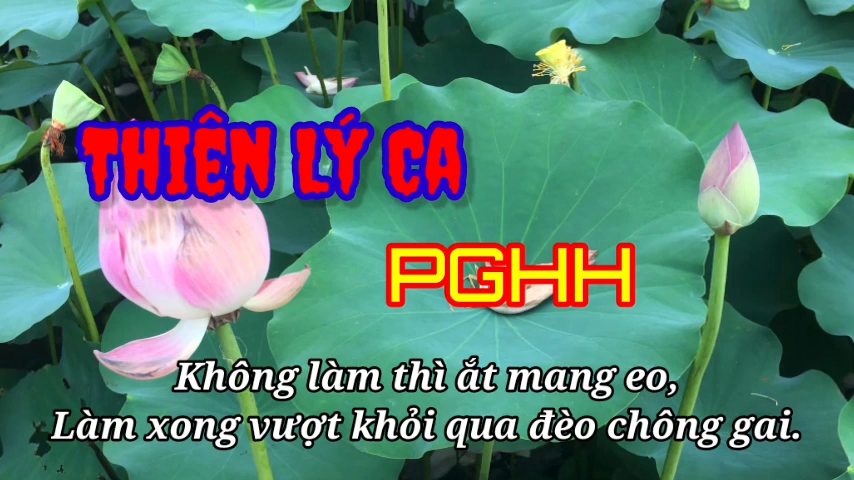 THIÊN LÝ CA
PGHH
Không làm thì ắt mang eo,
Làm xong vượt khỏi qua đèo chông gai.